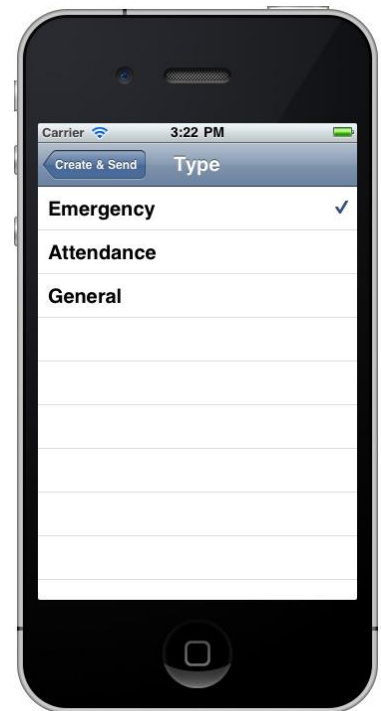 Carrier 3:22 PM
Create & Send Type
Emergency
Attendance
General